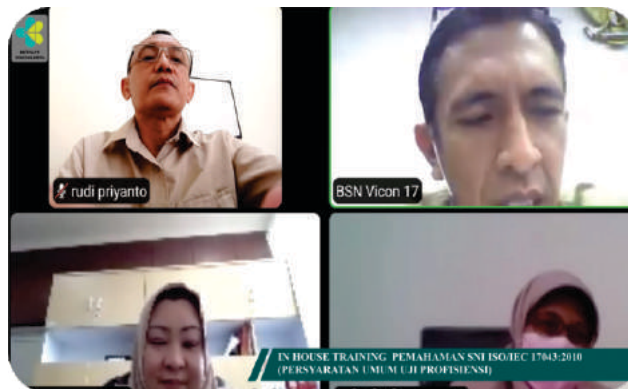 rudi priyanto
BSN Vicon 17
IN HOUSE TRAINING PEMAHAMAN SNI ISO/IEC 17043:2010
(PERSYARATAN UMUM UJI PROFISIENSI)